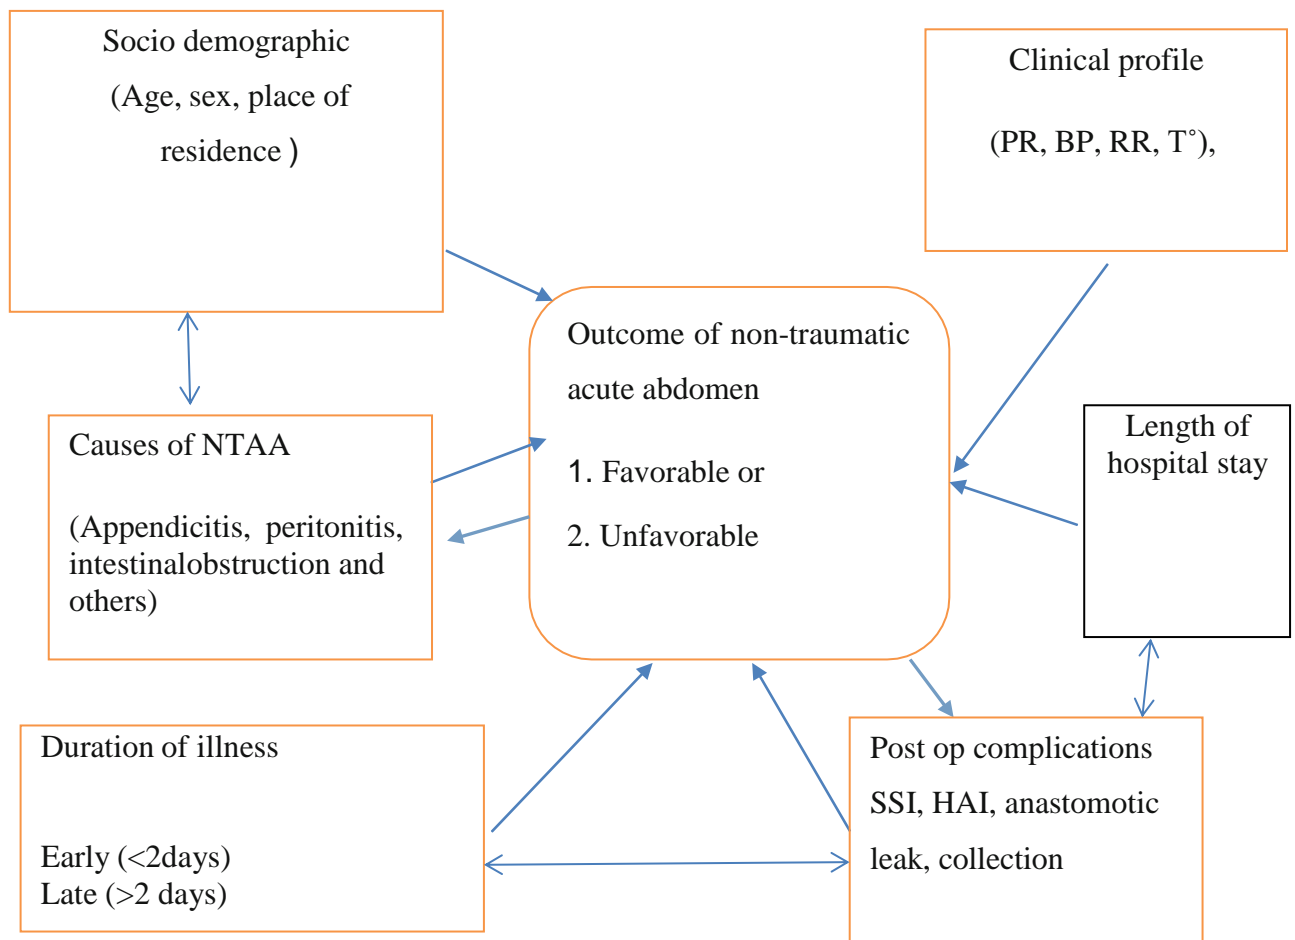 Socio demographic
(Age, sex, place of
residence )
Clinical profile
(PR, BP, RR, T˚),
Outcome of non-traumatic
acute abdomen
1. Favorable or
2. Unfavorable
Length of
hospital stay
Causes of NTAA
(Appendicitis, peritonitis,
intestinalobstruction and
others)
Duration of illness
Early (<2days)
Late (>2 days)
Post op complications
SSI, HAI, anastomotic
leak, collection